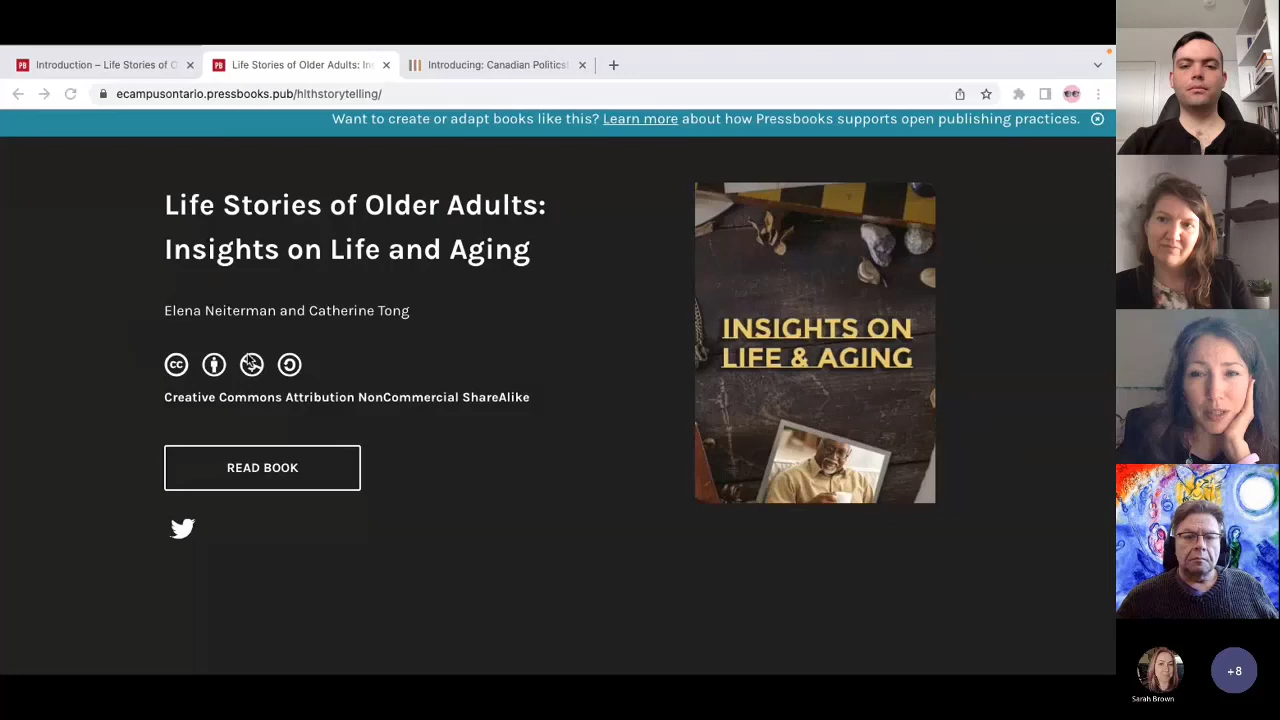 Introduction – Life Stories of O
Life Stories of Older Adults: In
Introducing: Canadian Politics!
ecampusontario.pressbooks.pub/hlthstorytelling/
Want to create or adapt books like this? Learn more about how Pressbooks supports open publishing practices.
Life Stories of Older Adults:
Insights on Life and Aging
Elena Neiterman and Catherine Tong
Creative Commons Attribution NonCommercial ShareAlike
READ BOOK
INSIGHTS ON
LIFE & AGING
Sarah Brown
+8